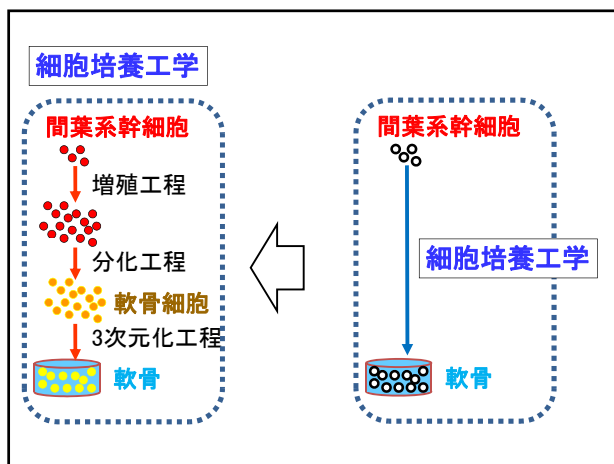 細胞培養工学
間葉系幹細胞
増殖工程
分化工程
軟骨細胞
3次元化工程
軟骨
間葉系幹細胞
細胞培養工学
軟骨